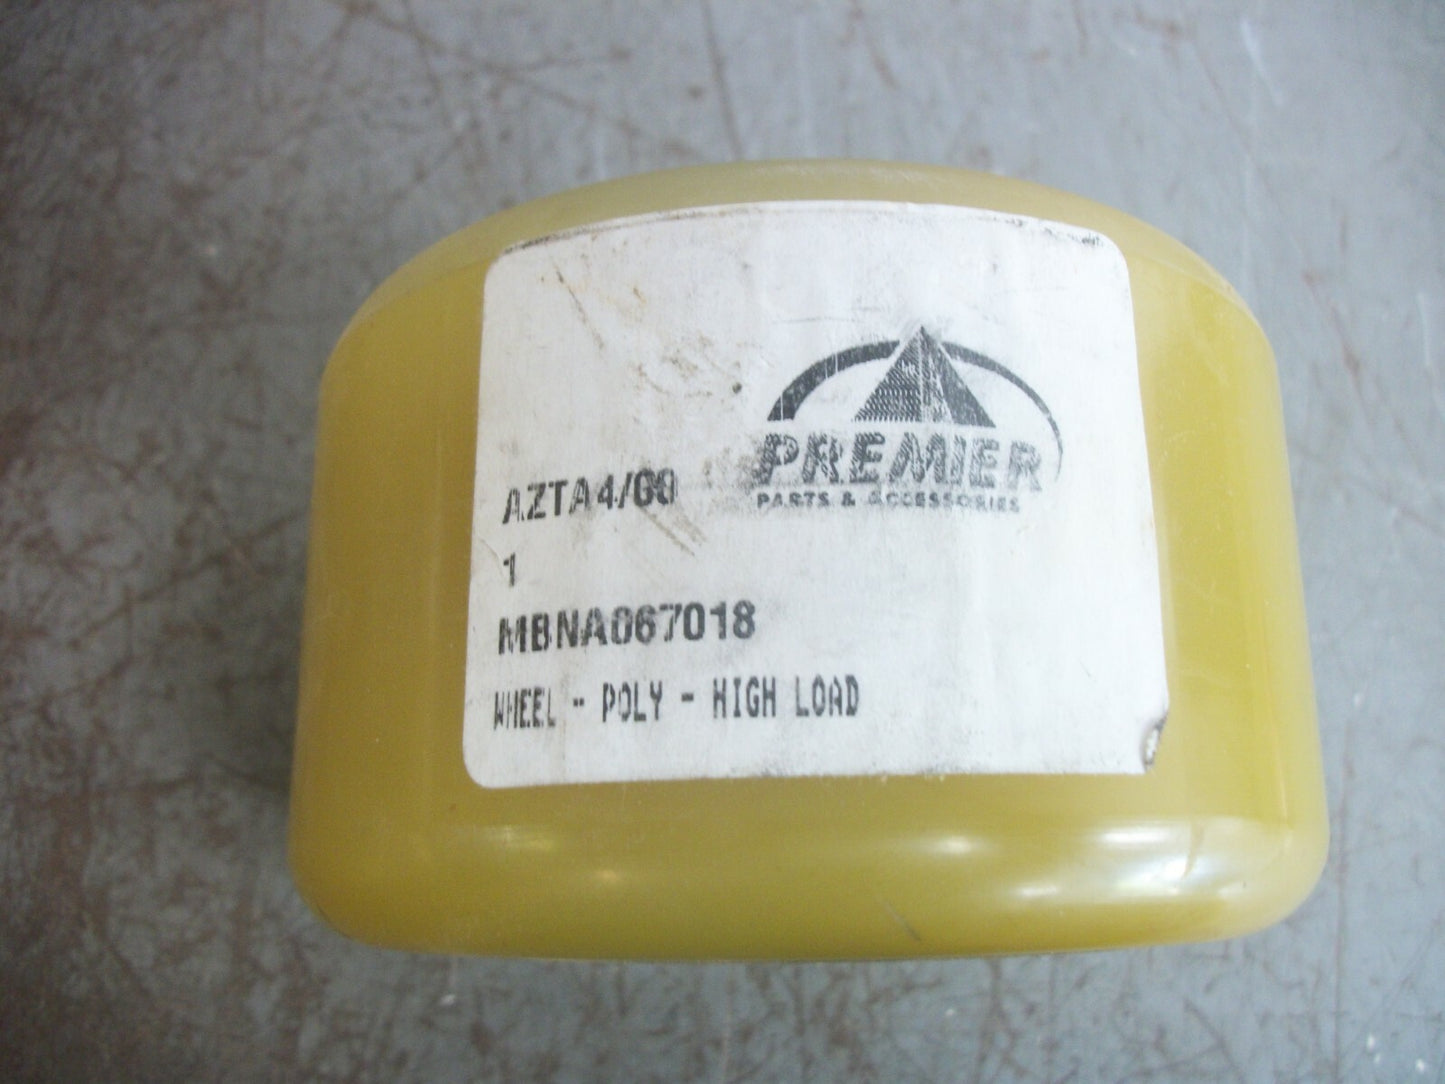 PREMIER
PARTS & ACCESSORIES
AZTA4/00
1
MBNA067018
WHEEL - POLY - HIGH LOAD